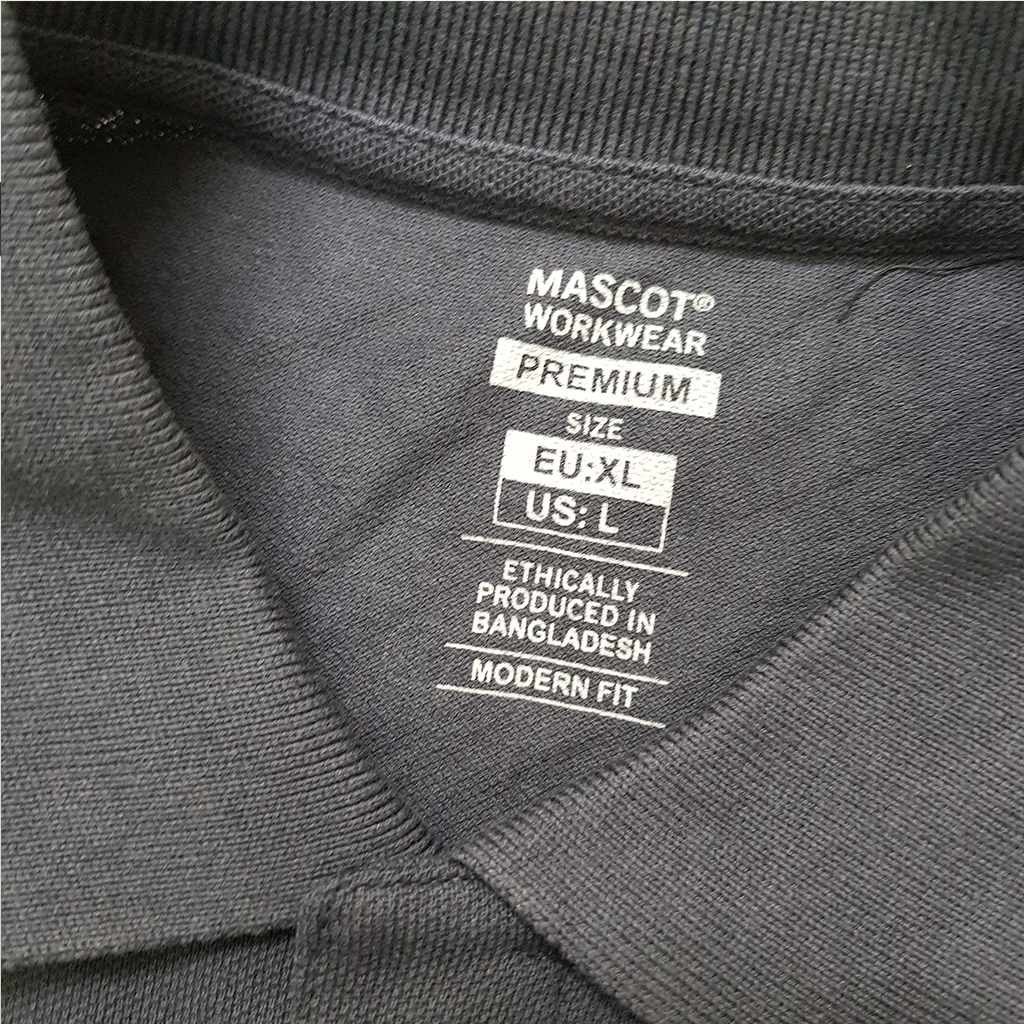 MASCOT®
WORKWEAR
PREMIUM
SIZE
EU:XL
US: L
ETHICALLY
PRODUCED IN
BANGLADESH
MODERN FIT